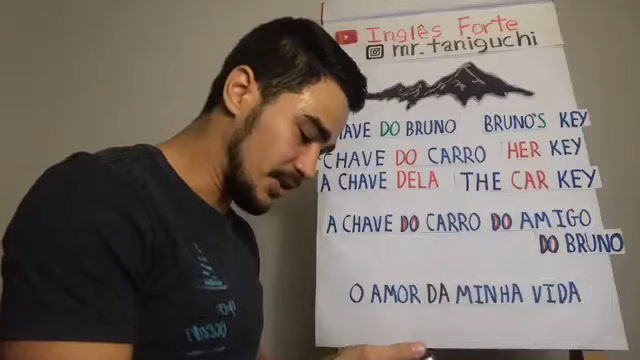 Inglês Forte
mr.taniguchi
DO BRUNO BRUNO'S KEY
CHAVE DO CARRO HER KEY
A CHAVE DELA THE CAR KEY
A CHAVE DO CARRO DO AMIGO
DO BRUNO
O AMOR DA MINHA VIDA